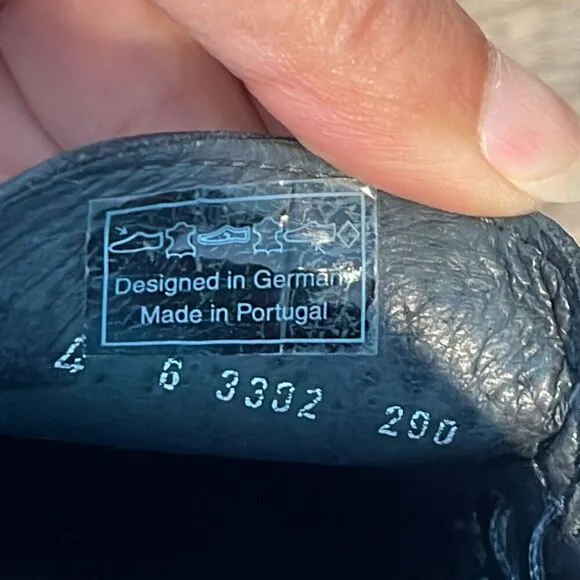 Designed in Germany
Made in Portugal
4 6 3302 290